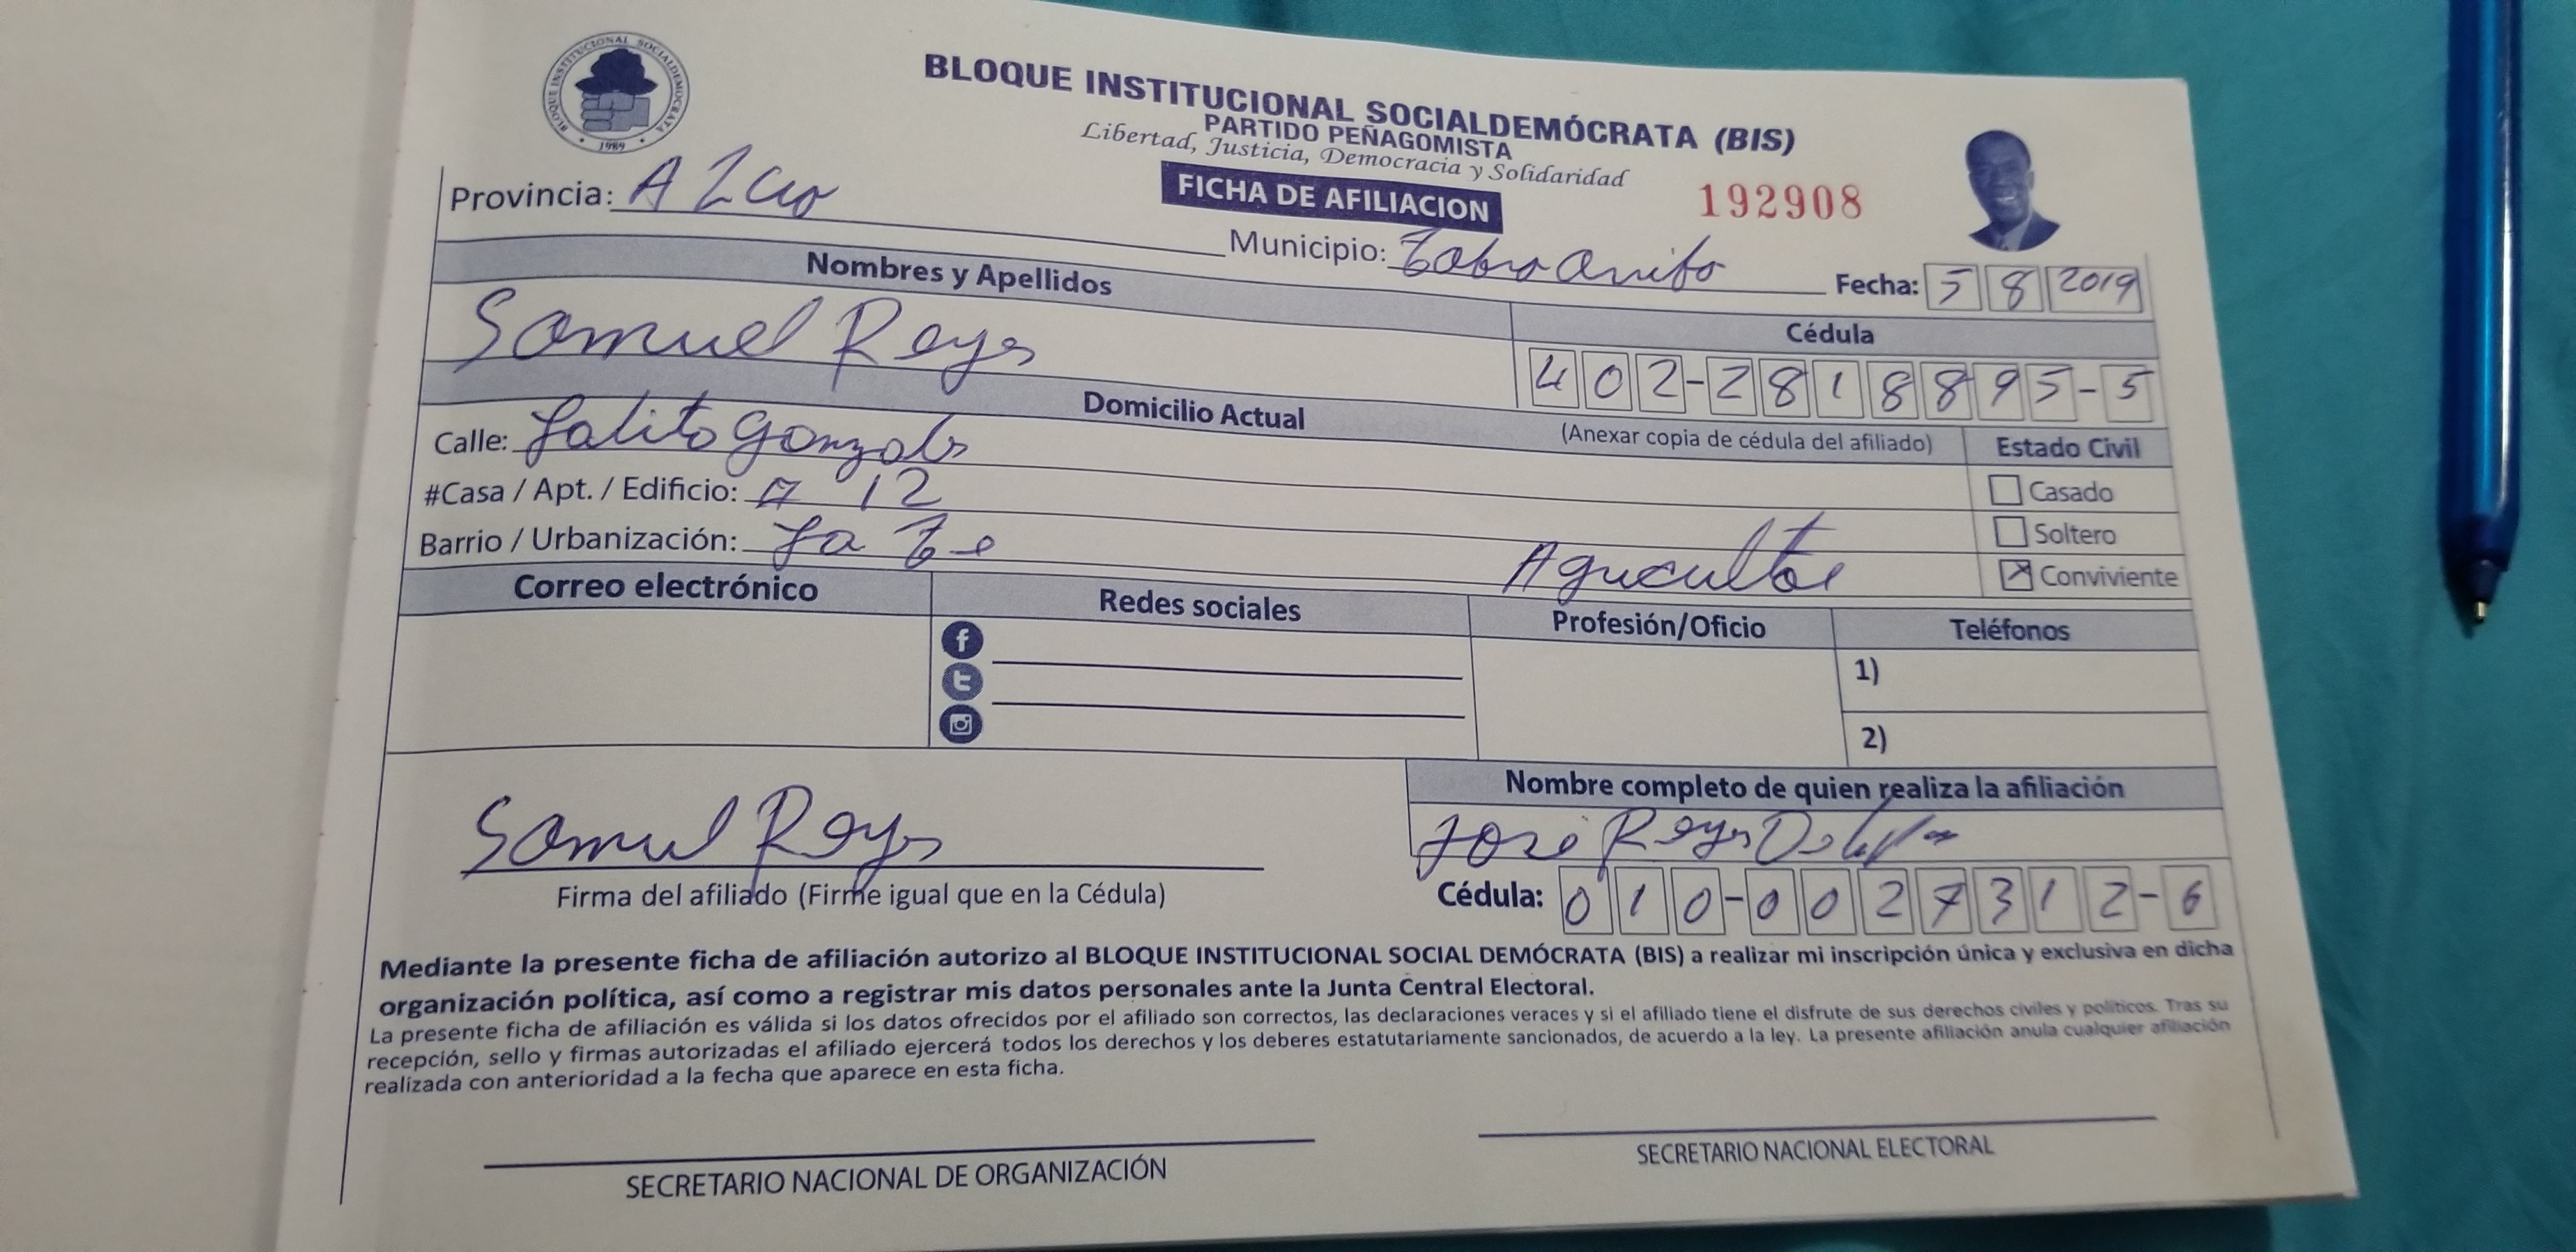 BLOQUE INSTITUCIONAL SOCIALDEMOCRATA
1989
BLOQUE INSTITUCIONAL SOCIALDEMÓCRATA (BIS)
PARTIDO PEÑAGOMISTA
Libertad, Justicia, Democracia y Solidaridad
FICHA DE AFILIACION
192908
Provincia: AZua
Municipio:
Fecha: 5 8 2019
Nombres y Apellidos
Samuel Reyes
Cédula
402-2818895-5
Domicilio Actual
(Anexar copia de cédula del afiliado)
Calle: Gonzales
#Casa / Apt. / Edificio: # 12
Barrio / Urbanización:
Estado Civil
Casado
Soltero
Conviviente
Agricultor
Correo electrónico
Redes sociales
Profesión/Oficio
Teléfonos
1)
2)
Samuel Reyes
Firma del afiliado (Firme igual que en la Cédula)
Nombre completo de quien realiza la afiliación
José Reyes
Cédula: 010-0027312-6
Mediante la presente ficha de afiliación autorizo al BLOQUE INSTITUCIONAL SOCIAL DEMÓCRATA (BIS) a realizar mi inscripción única y exclusiva en dicha
organización política, así como a registrar mis datos personales ante la Junta Central Electoral.
La presente ficha de afiliación es válida si los datos ofrecidos por el afiliado son correctos, las declaraciones veraces y si el afiliado tiene el disfrute de sus derechos civiles y políticos. Tras su
recepción, sello y firmas autorizadas el afiliado ejercerá todos los derechos y los deberes estatutariamente sancionados, de acuerdo a la ley. La presente afiliación anula cualquier afiliación
realizada con anterioridad a la fecha que aparece en esta ficha.
SECRETARIO NACIONAL DE ORGANIZACIÓN
SECRETARIO NACIONAL ELECTORAL